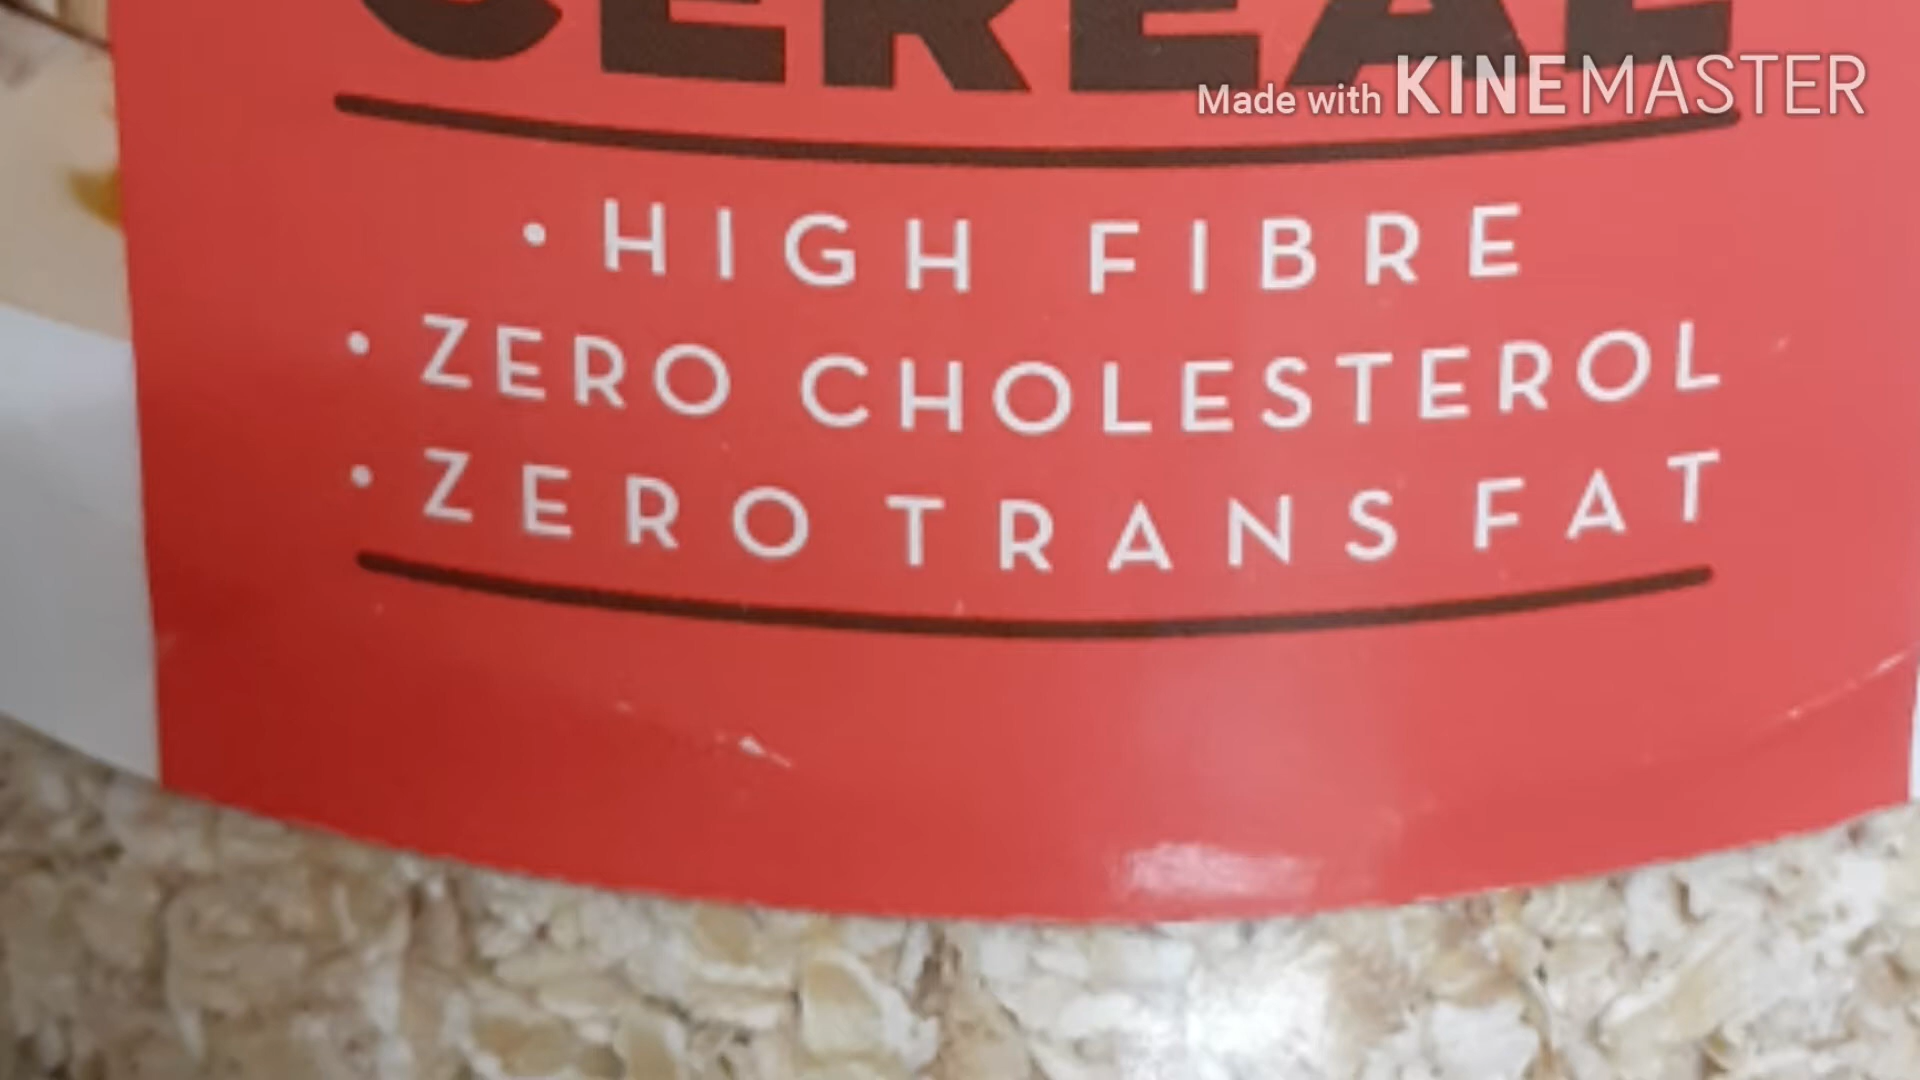 CEREAL
Made with KINEMASTER
• HIGH FIBRE
• ZERO CHOLESTEROL
• ZERO TRANS FAT